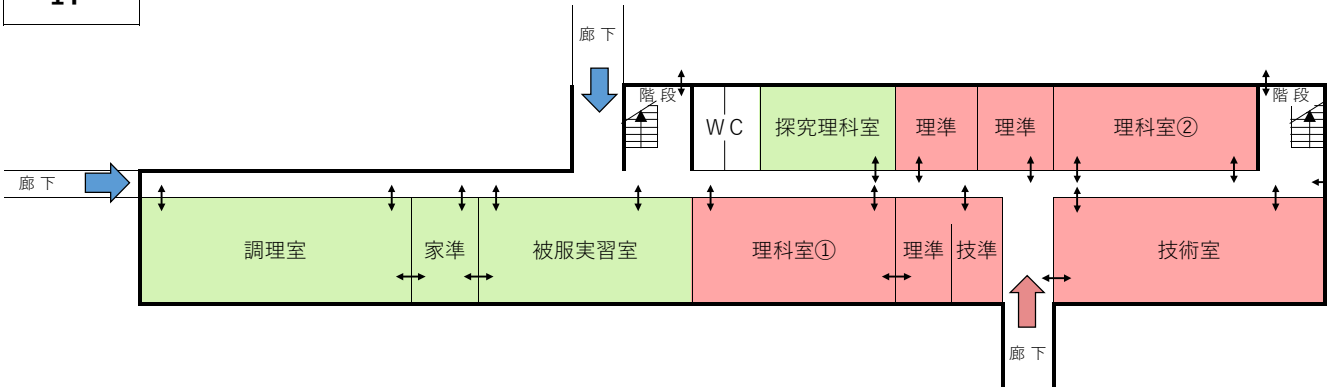 廊下
階段
階段
WC
探究理科室
理準
理準
理科室②
廊下
調理室
家準
被服実習室
理科室①
理準
技準
技術室
廊下